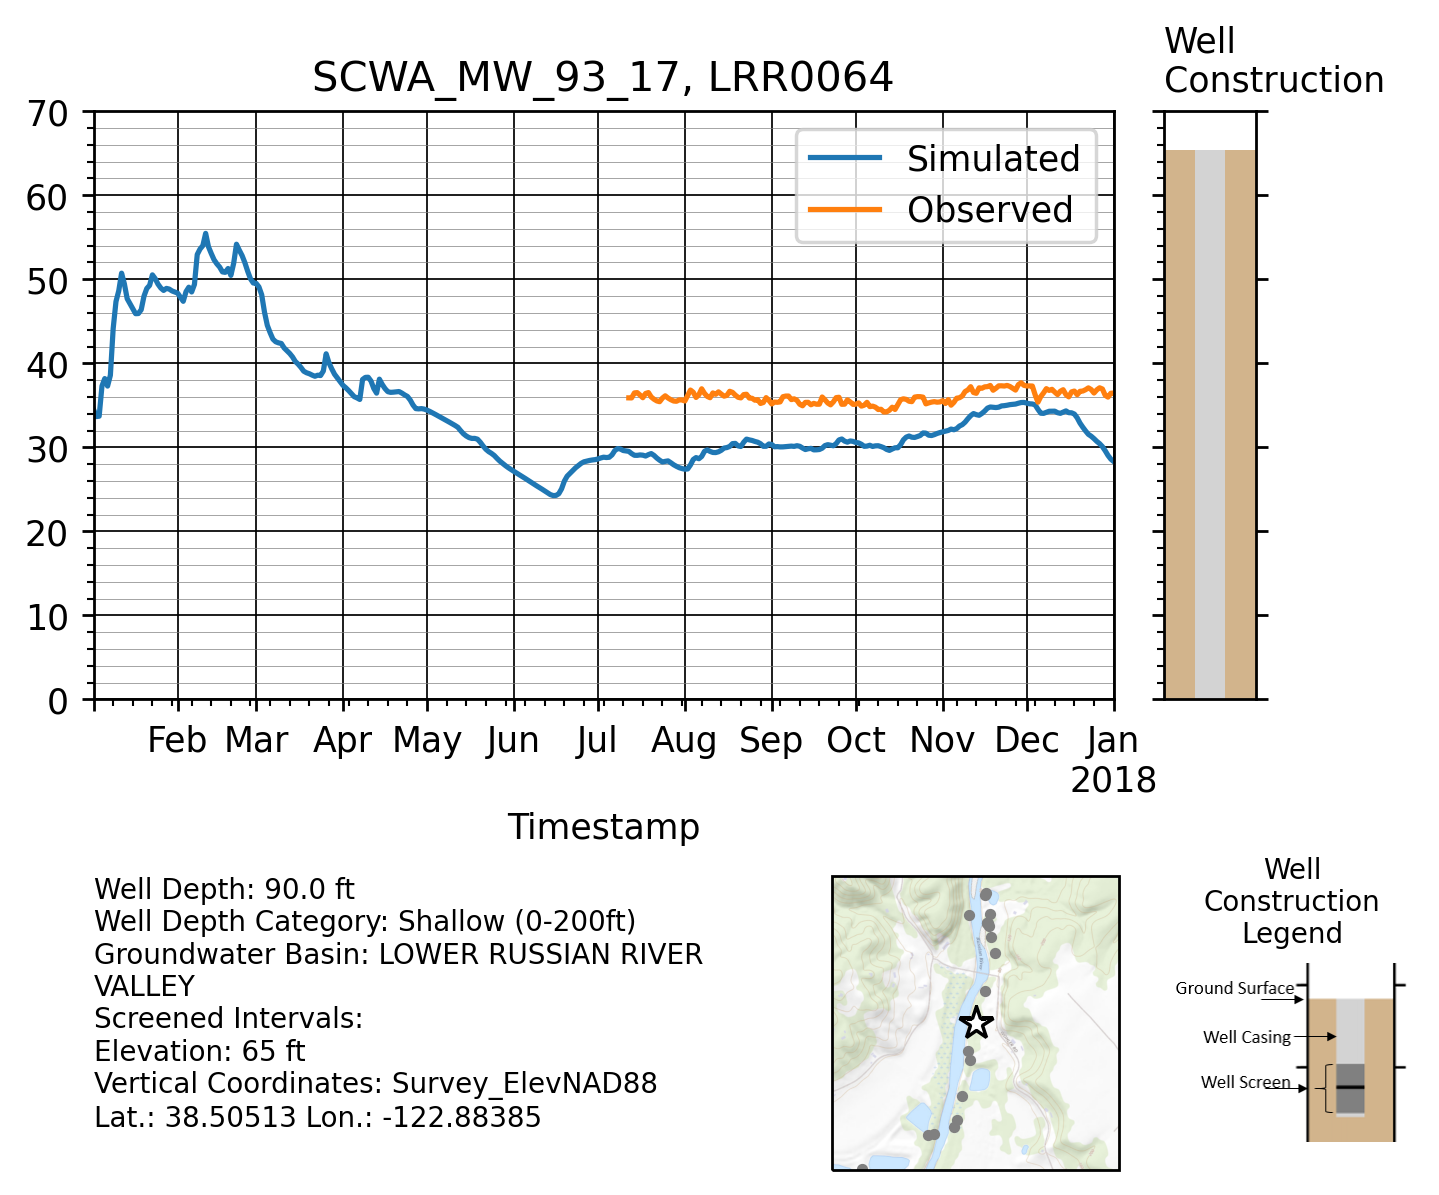 Well
Construction
SCWA_MW_93_17, LRR0064
70
60
50
40
30
20
10
0
Simulated
Observed
Feb Mar Apr May Jun Jul Aug Sep Oct Nov Dec Jan
2018
Timestamp
Well Depth: 90.0 ft
Well Depth Category: Shallow (0-200ft)
Groundwater Basin: LOWER RUSSIAN RIVER
VALLEY
Screened Intervals:
Elevation: 65 ft
Vertical Coordinates: Survey_ElevNAD88
Lat.: 38.50513 Lon.: -122.88385
Well
Construction
Legend
Ground Surface
Well Casing
Well Screen